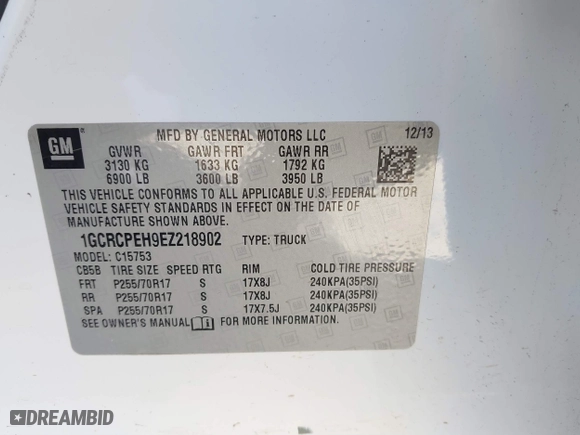 GM
MFD BY GENERAL MOTORS LLC 12/13
GVWR GAWR FRT GAWR RR
3130 KG 1633 KG 1792 KG
6900 LB 3600 LB 3950 LB
THIS VEHICLE CONFORMS TO ALL APPLICABLE U.S. FEDERAL MOTOR
VEHICLE SAFETY STANDARDS IN EFFECT ON THE DATE OF
MANUFACTURE SHOWN ABOVE.
1GCRCPEH9EZ218902 TYPE: TRUCK
MODEL: C15753
CB5B TIRE SIZE SPEED RTG RIM COLD TIRE PRESSURE
FRT P255/70R17 S 17X8J 240KPA(35PSI)
RR P255/70R17 S 17X8J 240KPA(35PSI)
SPA P255/70R17 S 17X7.5J 240KPA(35PSI)
SEE OWNER'S MANUAL FOR MORE INFORMATION.
DREAMBID